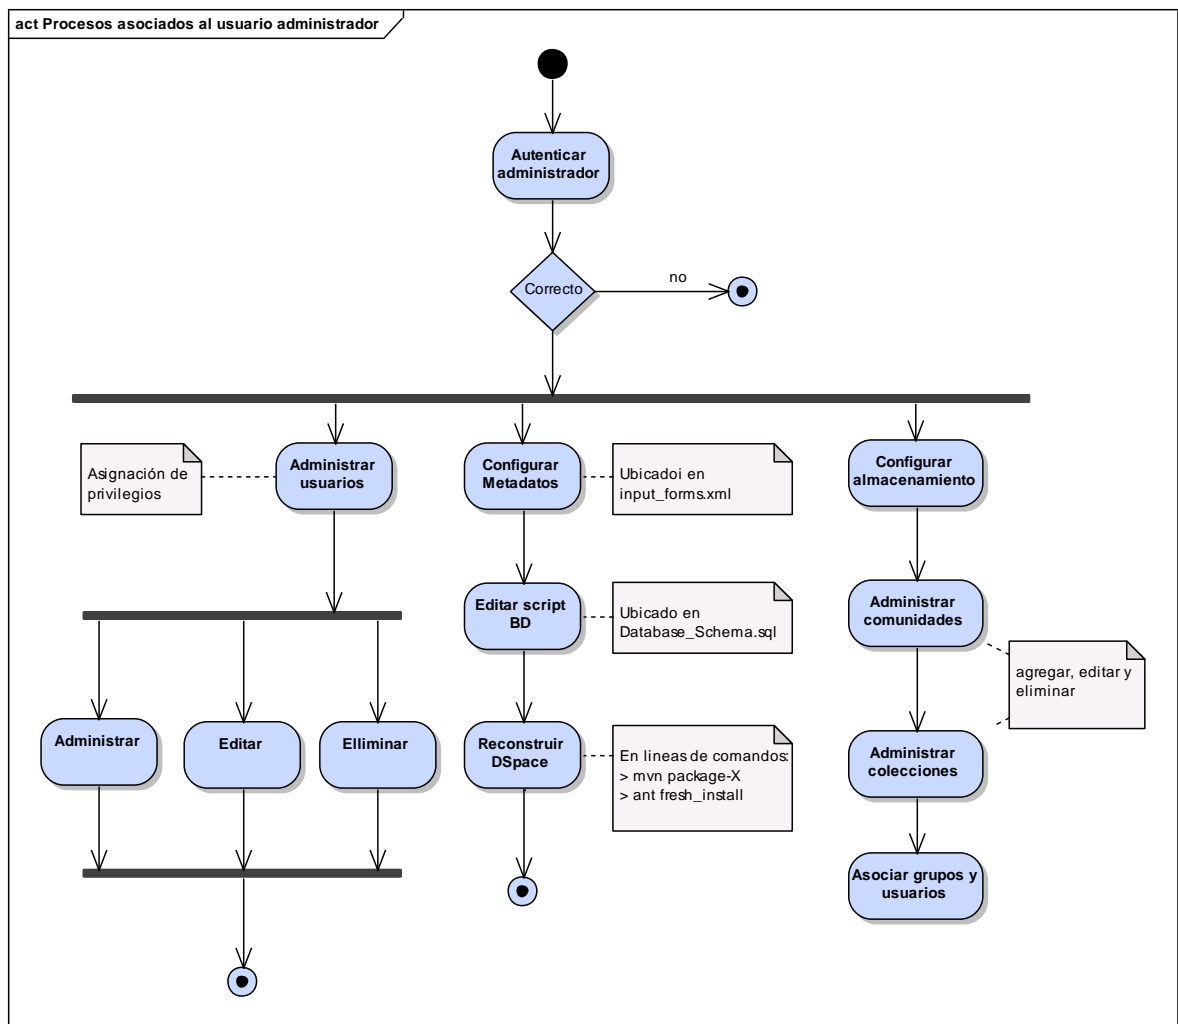 act Procesos asociados al usuario administrador
Autenticar
administrador
Correcto
no
Asignación de
privilegios
Administrar
usuarios
Configurar
Metadatos
Ubicadoi en
input_forms.xml
Configurar
almacenamiento
Editar script
BD
Ubicado en
Database_Schema.sql
Administrar
comunidades
agregar, editar y
eliminar
Administrar
Editar
Elliminar
Reconstruir
DSpace
En lineas de comandos:
> mvn package-X
> ant fresh_install
Administrar
colecciones
Asociar grupos y
usuarios